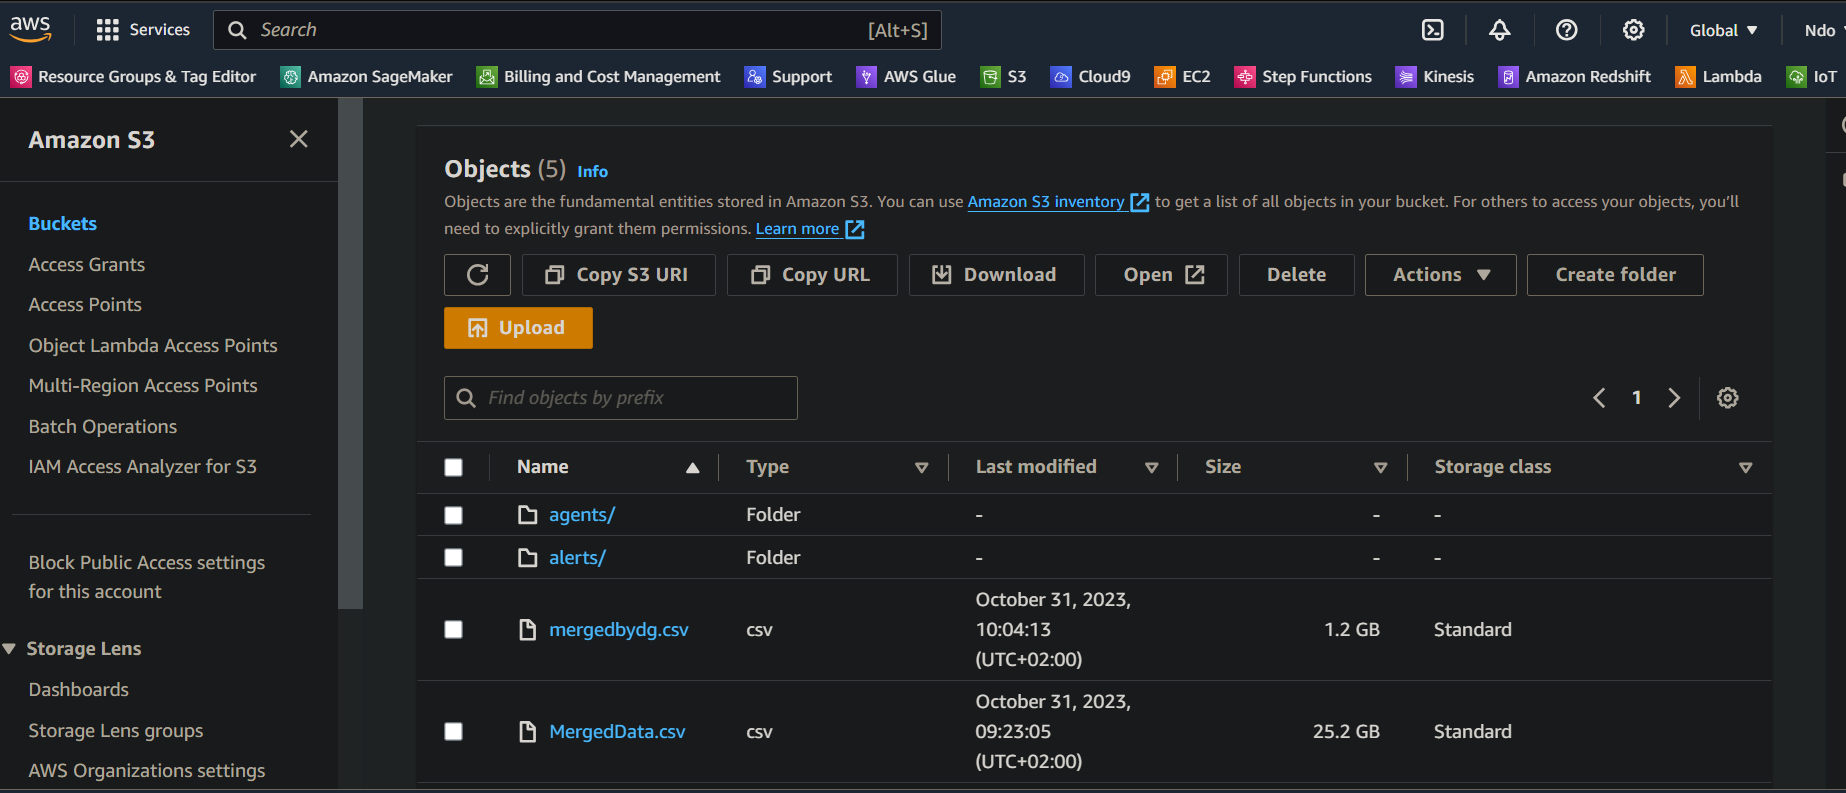 aws
Services
Search
[Alt+S]
Global
Ndo
Resource Groups & Tag Editor
Amazon SageMaker
Billing and Cost Management
Support
AWS Glue
S3
Cloud9
EC2
Step Functions
Kinesis
Amazon Redshift
Lambda
IoT
Amazon S3
Buckets
Access Grants
Access Points
Object Lambda Access Points
Multi-Region Access Points
Batch Operations
IAM Access Analyzer for S3
Block Public Access settings
for this account
Storage Lens
Dashboards
Storage Lens groups
AWS Organizations settings
Objects (5) Info
Objects are the fundamental entities stored in Amazon S3. You can use Amazon S3 inventory to get a list of all objects in your bucket. For others to access your objects, you'll
need to explicitly grant them permissions. Learn more
Copy S3 URI
Copy URL
Download
Open
Delete
Actions
Create folder
Upload
Find objects by prefix
1
Name
Type
Last modified
Size
Storage class
agents/
Folder
-
-
-
alerts/
Folder
-
-
-
mergedbydg.csv
csv
October 31, 2023,
10:04:13
(UTC+02:00)
1.2 GB
Standard
MergedData.csv
csv
October 31, 2023,
09:23:05
(UTC+02:00)
25.2 GB
Standard